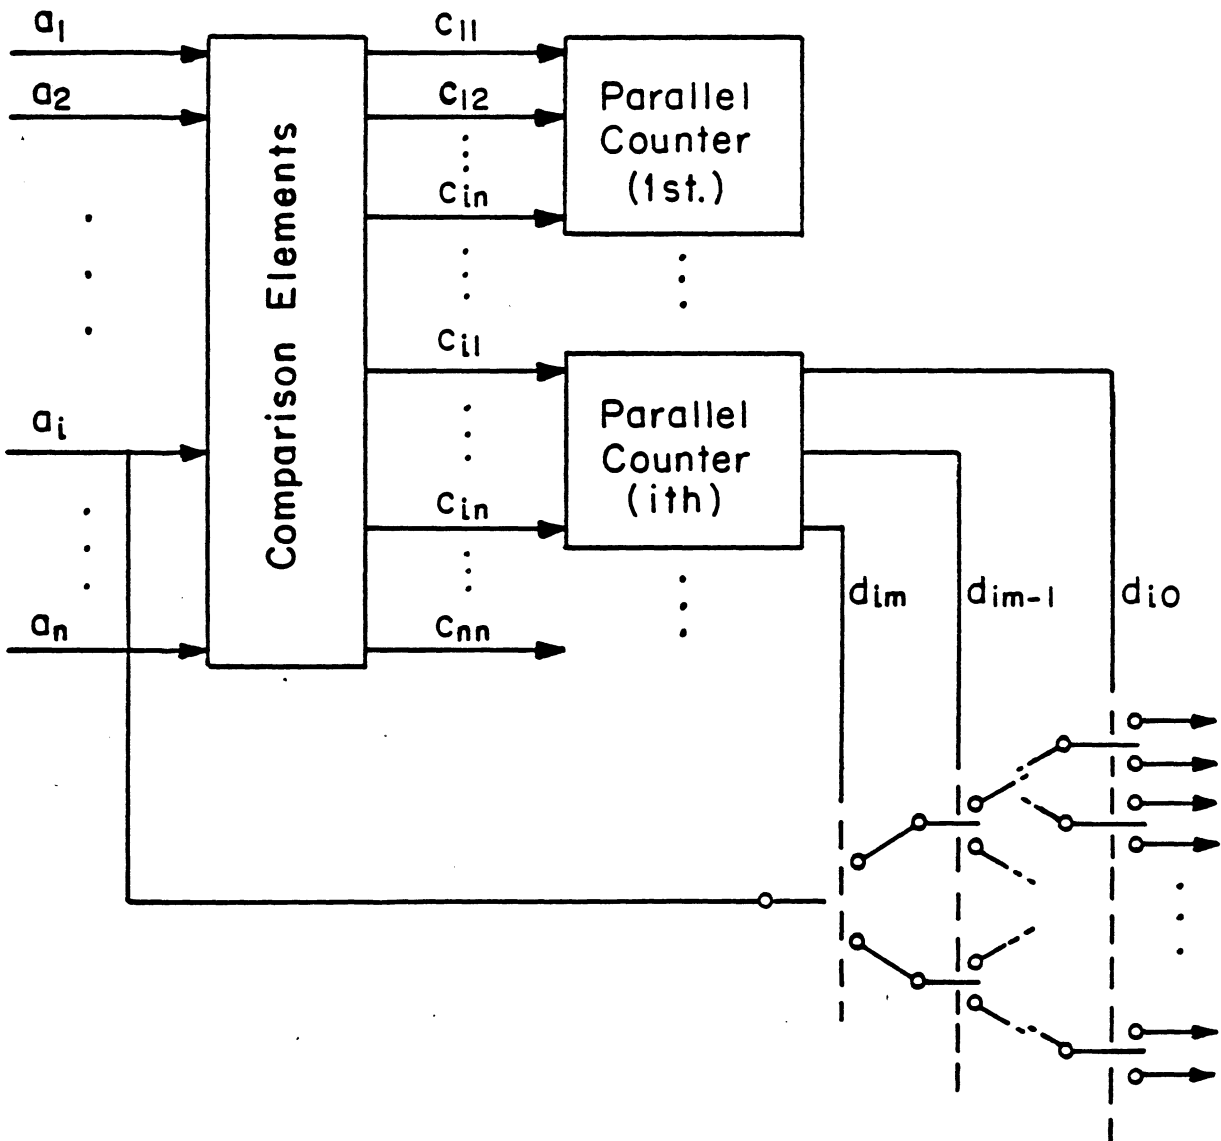 a1
a2
ai
an
Comparison Elements
c11
c12
cin
ci1
cin
cnn
Parallel
Counter
(1st.)
Parallel
Counter
(ith)
dim
dim-1
di0